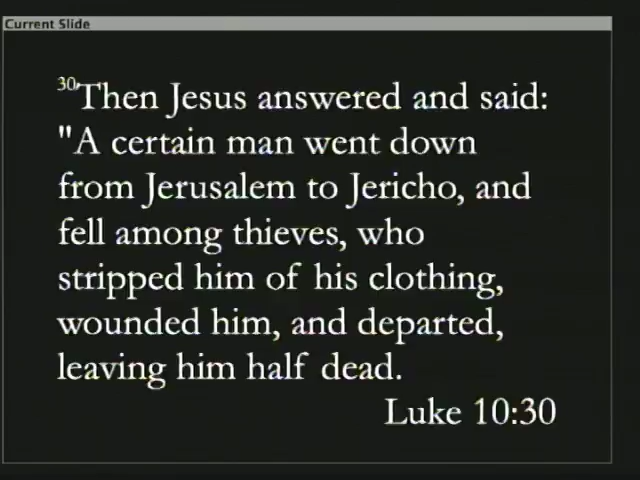 Current Slide
30Then Jesus answered and said:
"A certain man went down
from Jerusalem to Jericho, and
fell among thieves, who
stripped him of his clothing,
wounded him, and departed,
leaving him half dead.
Luke 10:30